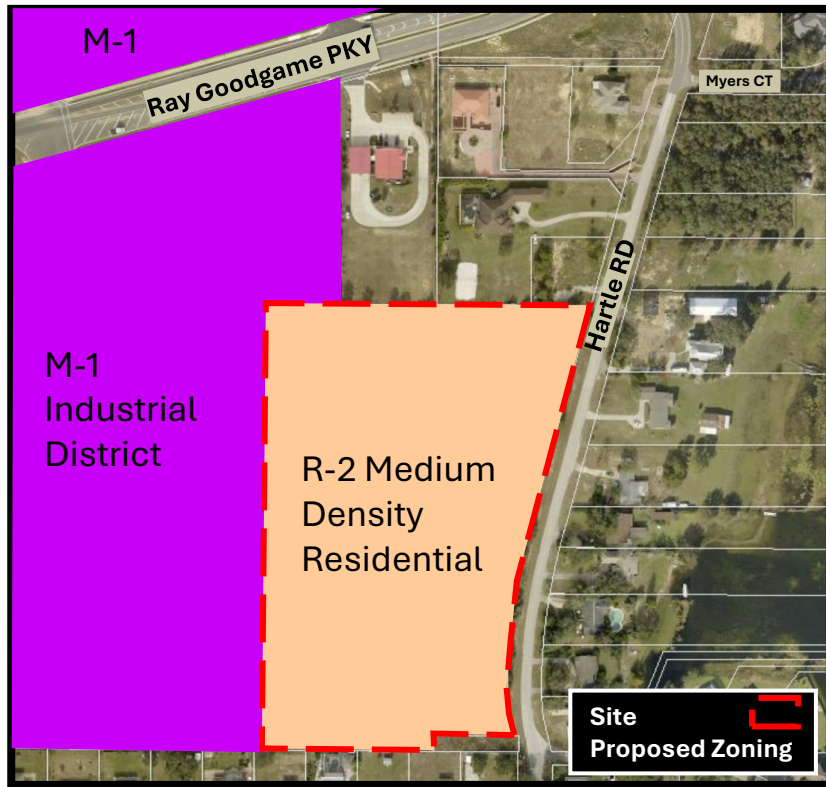 M-1
Ray Goodgame PKY
Myers CT
Hartle RD
M-1
Industrial
District
R-2 Medium
Density
Residential
Site
Proposed Zoning